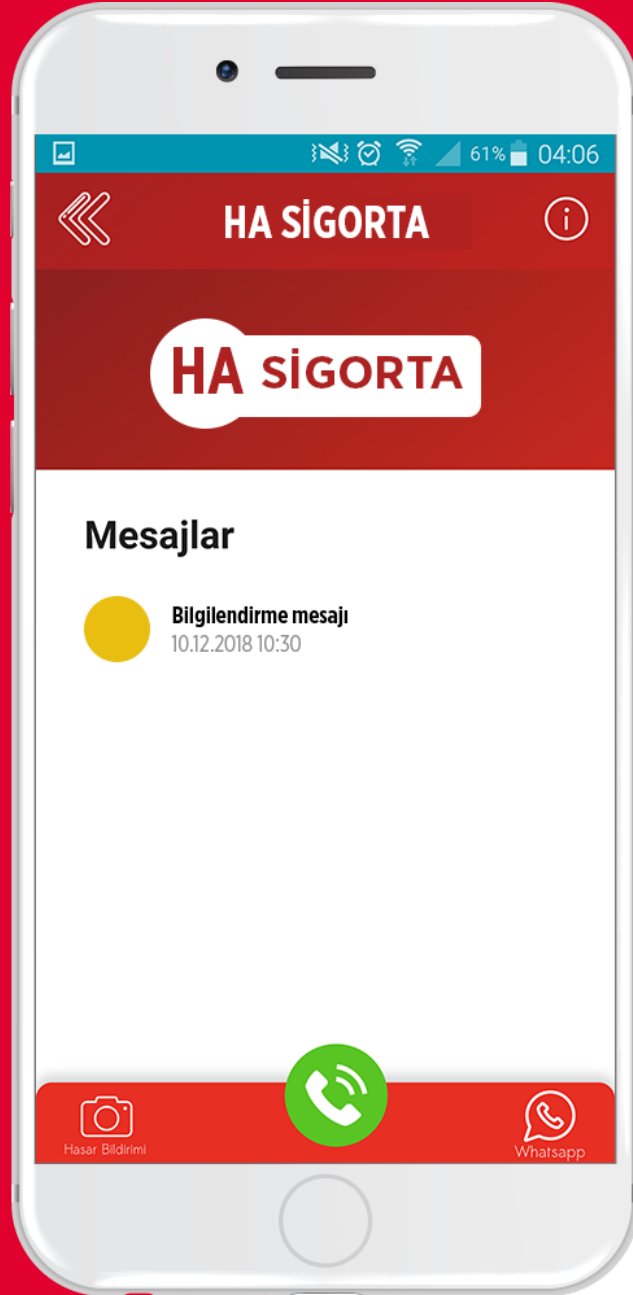 61% 04:06
HA SİGORTA
HA SİGORTA
Mesajlar
Bilgilendirme mesajı
10.12.2018 10:30
Hasar Bildirimi
Whatsapp